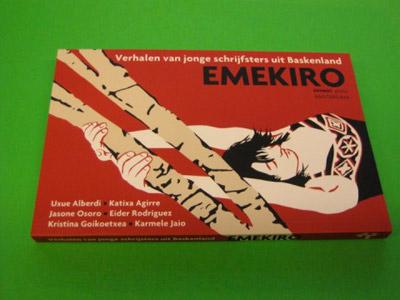 Verhalen van jonge schrijfsters uit Baskenland
EMEKIRO
Uxue Alberdi • Katixa Agirre
Jasone Osoro • Eider Rodriguez
Kristina Goikoetxea • Karmele Jaio
Verhalen van jonge schrijfsters uit Baskenland
EMEKIRO